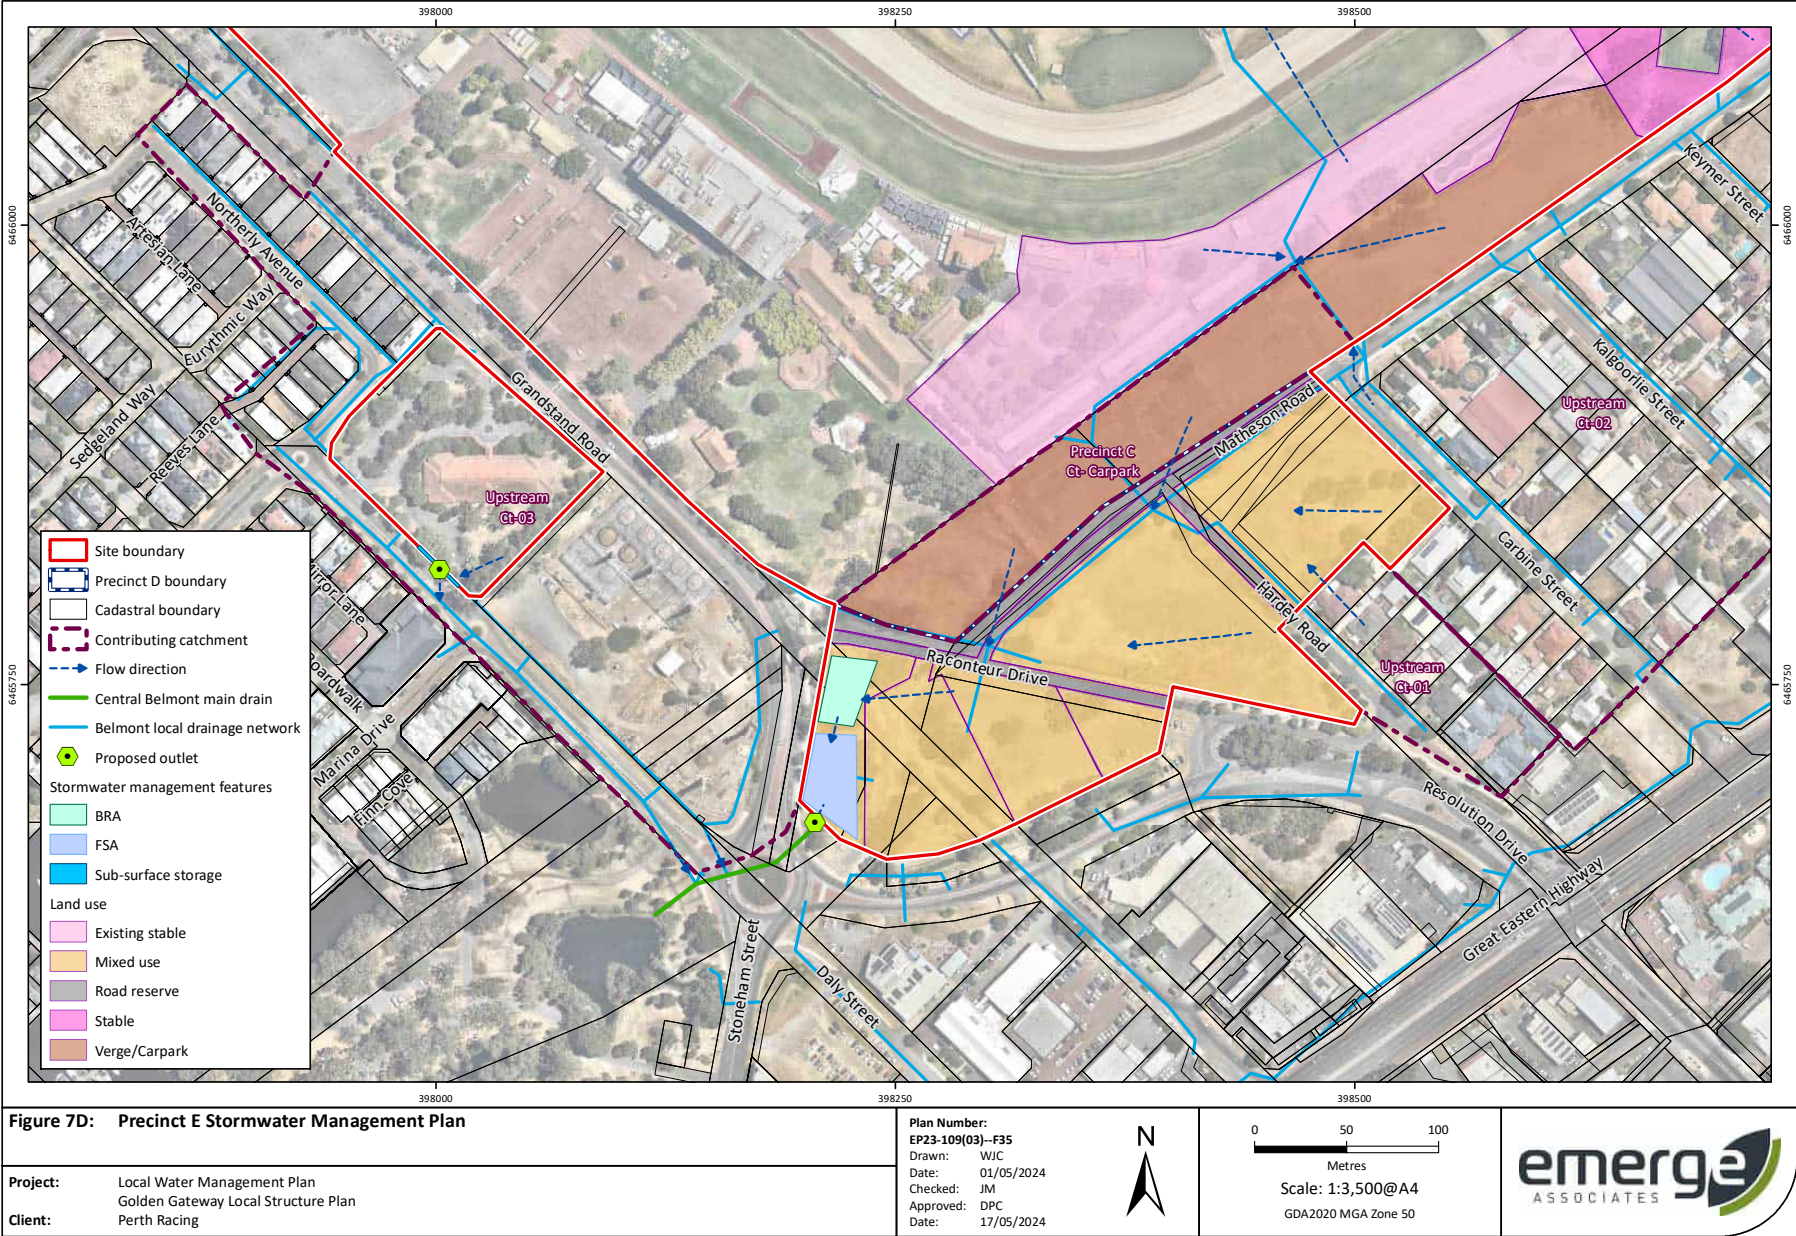 398000
398250
398500
6466000
6465750
6466000
6465750
Keymer Street
Northerly Avenue
Artesian Lane
Eurythmic Way
Sedgeland Way
Reeves Lane
Grandstand Road
Upstream
Ct-03
Precinct C
Ct- Carpark
Matheson Road
Upstream
Ct-02
Kalgoorlie Street
Carbine Street
Hardey Road
Upstream
Ct-01
Raconteur Drive
Mirror Lane
Boardwalk
Marina Drive
Finn Cove
Resolution Drive
Great Eastern Highway
Stoneham Street
Daly Street
Site boundary
Precinct D boundary
Cadastral boundary
Contributing catchment
Flow direction
Central Belmont main drain
Belmont local drainage network
Proposed outlet
Stormwater management features
BRA
FSA
Sub-surface storage
Land use
Existing stable
Mixed use
Road reserve
Stable
Verge/Carpark
398000
398250
398500
Figure 7D: Precinct E Stormwater Management Plan
Project: Local Water Management Plan
Golden Gateway Local Structure Plan
Client: Perth Racing
Plan Number:
EP23-109(03)--F35
Drawn: WJC
Date: 01/05/2024
Checked: JM
Approved: DPC
Date: 17/05/2024
N
0 50 100
Metres
Scale: 1:3,500@A4
GDA2020 MGA Zone 50
emerge
ASSOCIATES